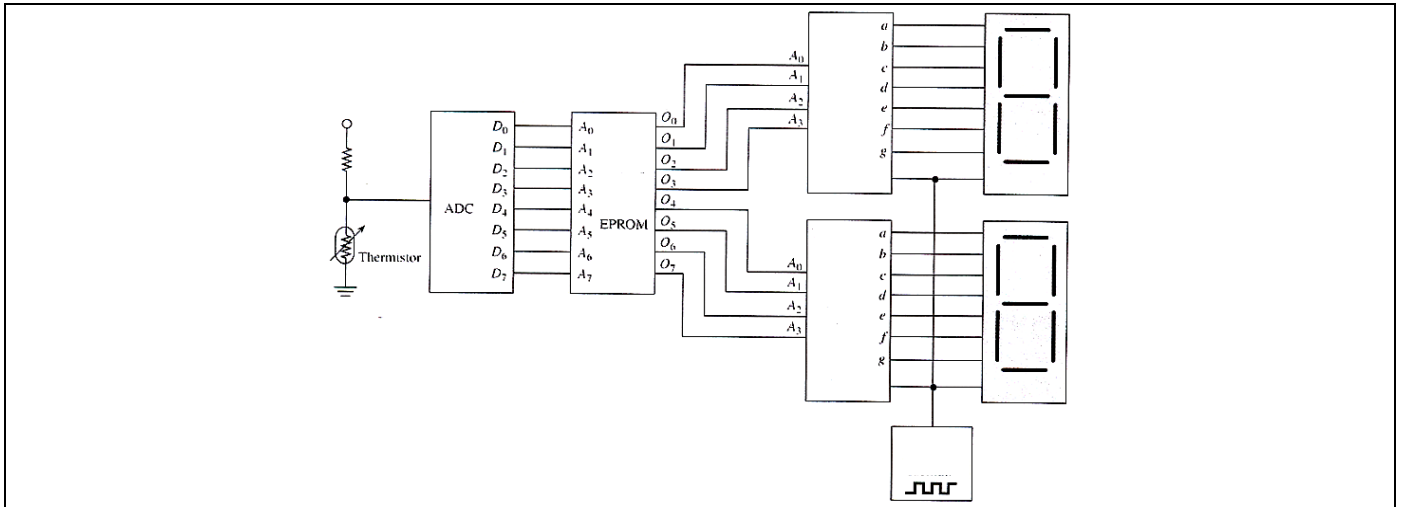 a
b
c
d
e
f
g
A0
A1
A2
A3
ADC
D0
D1
D2
D3
D4
D5
D6
D7
EPROM
A0
A1
A2
A3
A4
A5
A6
A7
O0
O1
O2
O3
O4
O5
O6
O7
Thermistor
a
b
c
d
e
f
g
A0
A1
A2
A3